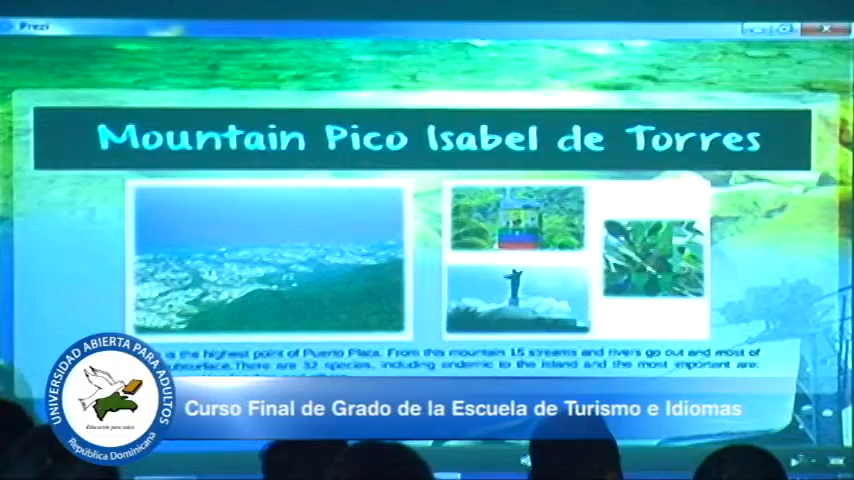 Prezi
Mountain Pico Isabel de Torres
is the highest point of Puerto Plata. From this mountain 15 streams and rivers go out and most of
There are 32 species, including endemic to the island and the most important are:
UNIVERSIDAD ABIERTA PARA ADULTOS
Educación para todos
República Dominicana
Curso Final de Grado de la Escuela de Turismo e Idiomas